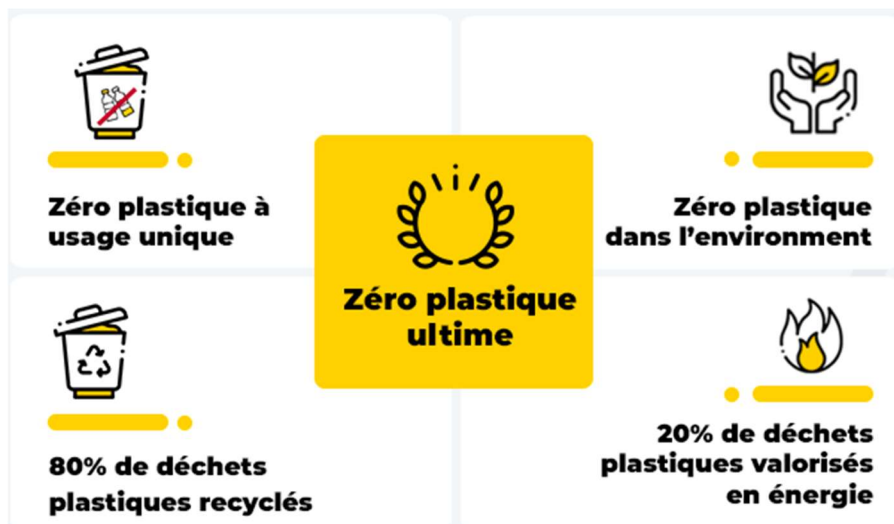 Zéro plastique à
usage unique
Zéro plastique
dans l’environment
Zéro plastique
ultime
80% de déchets
plastiques recyclés
20% de déchets
plastiques valorisés
en énergie